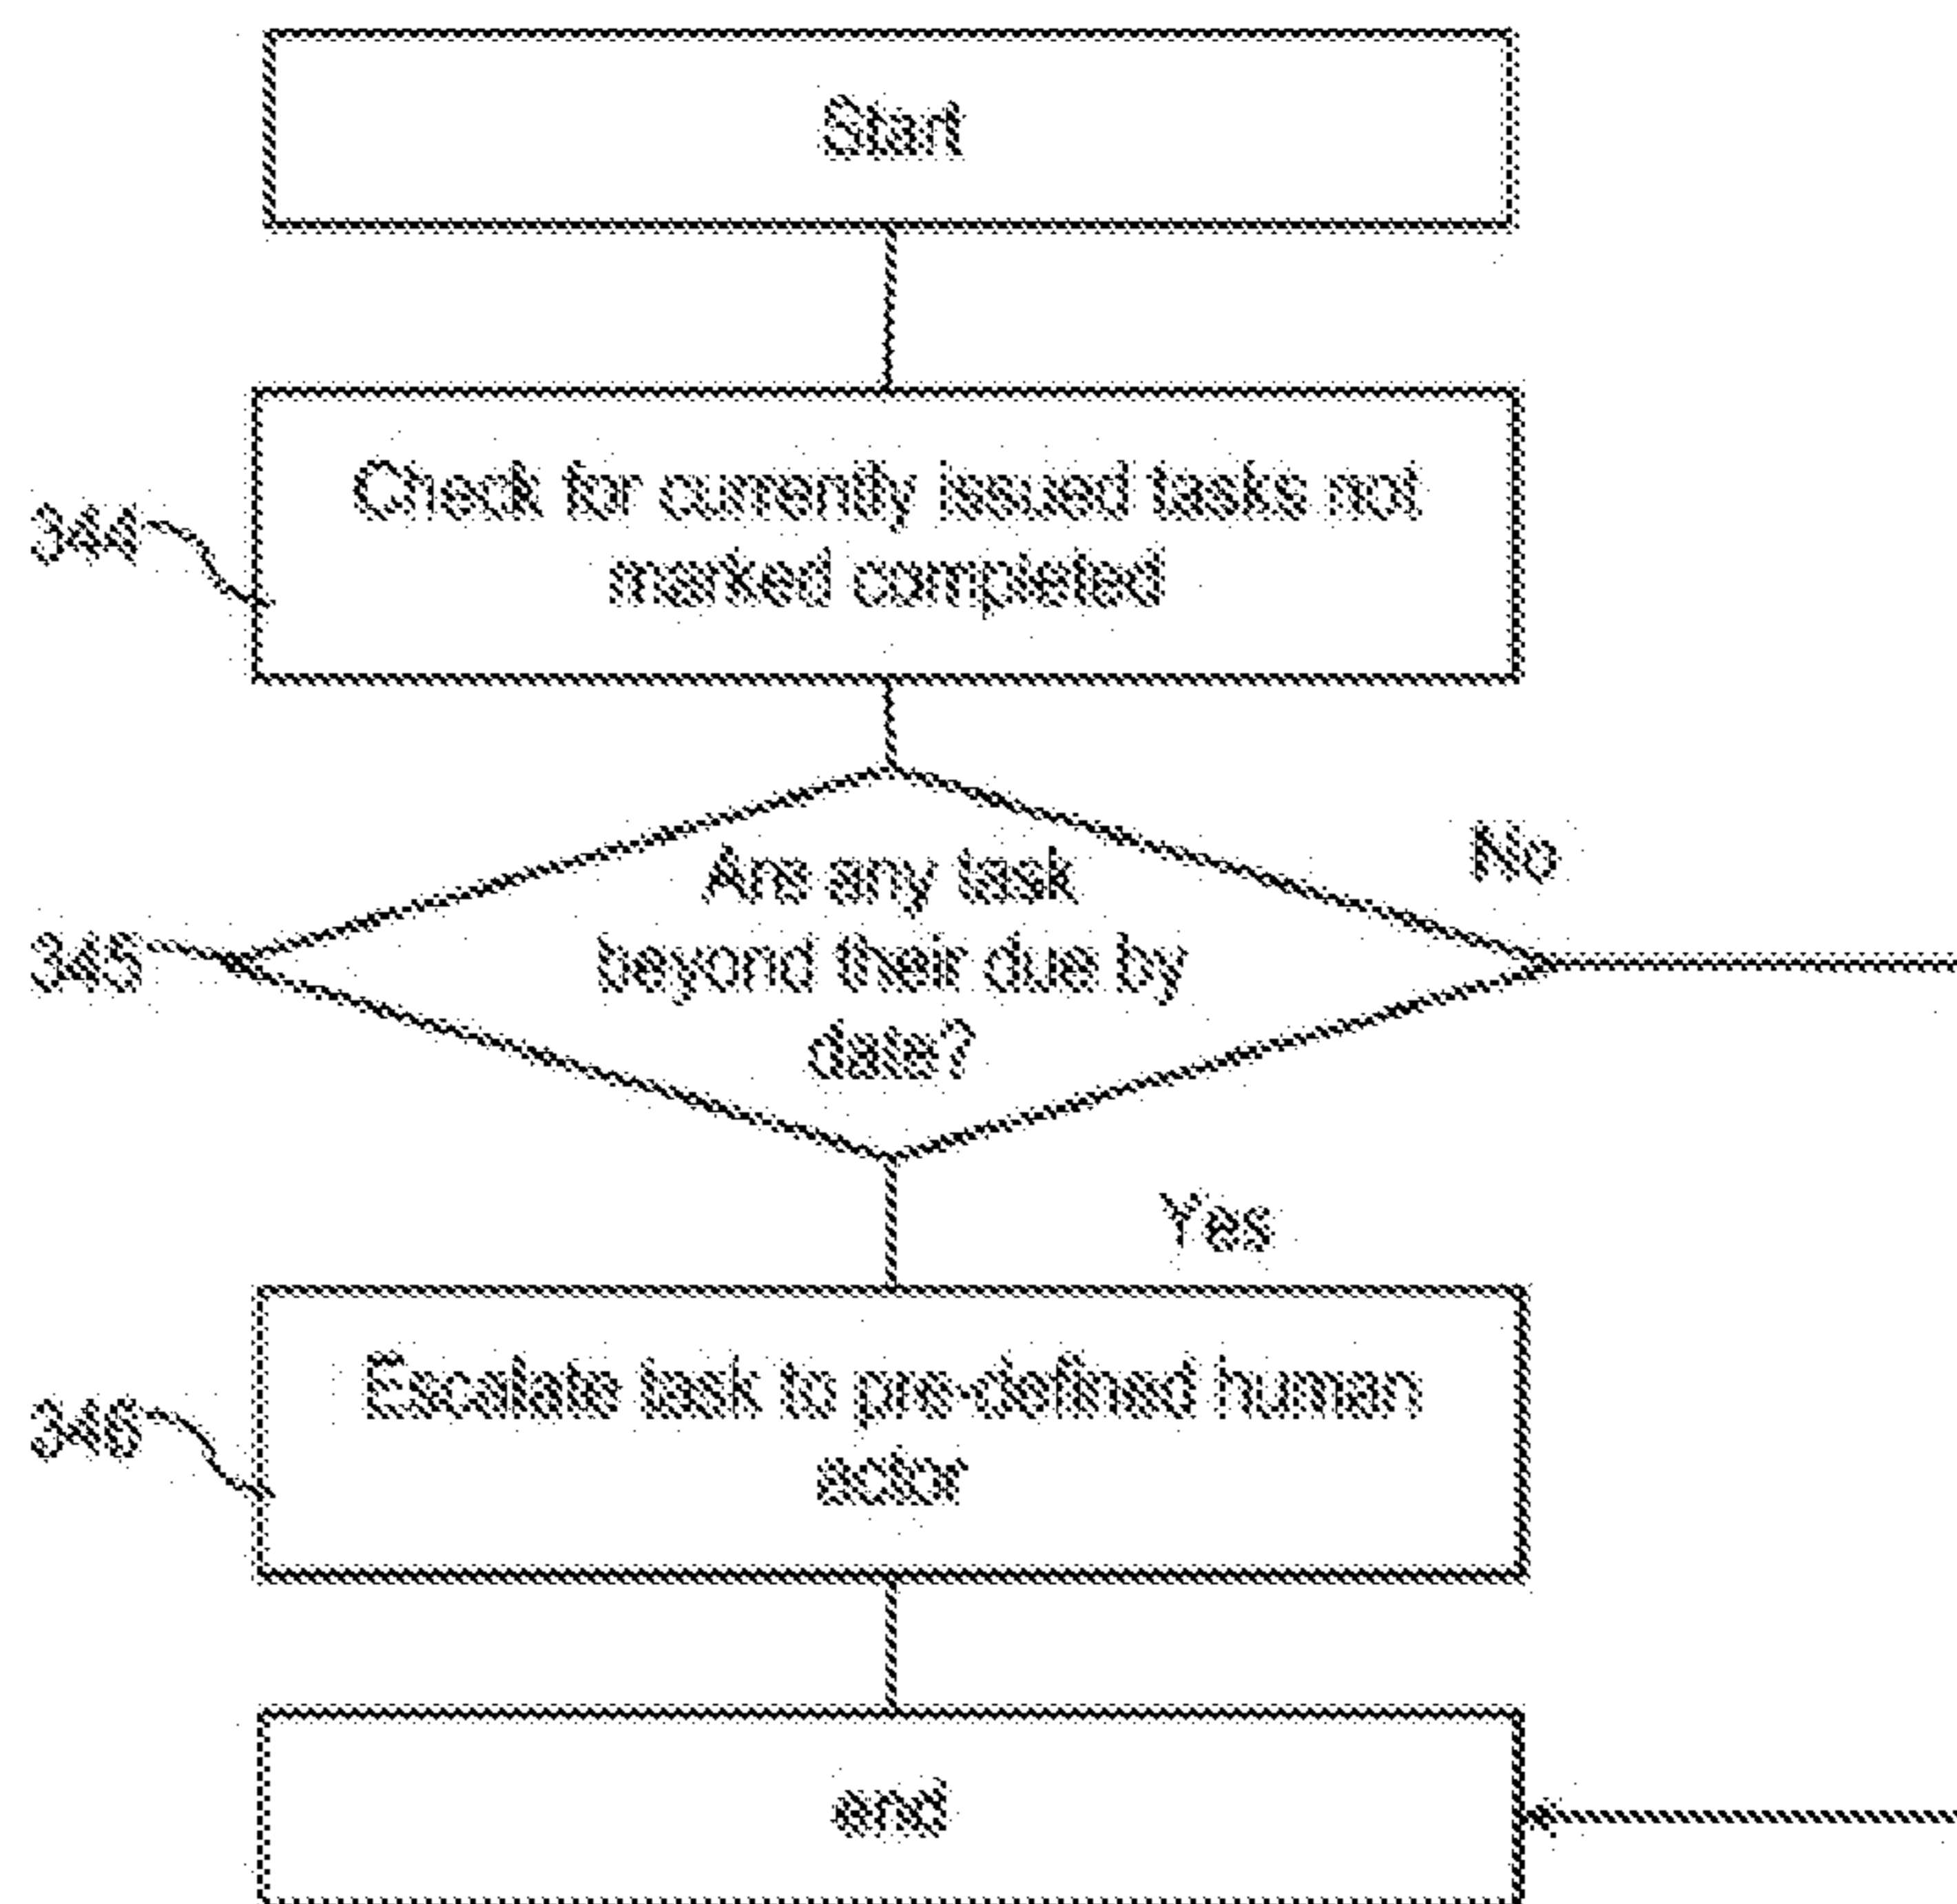 Start
344
Check for currently issued tasks not
marked completed
No
Are any task
345
beyond their due by
date?
Yes
346
Escalate task to pre-defined human
actor
end